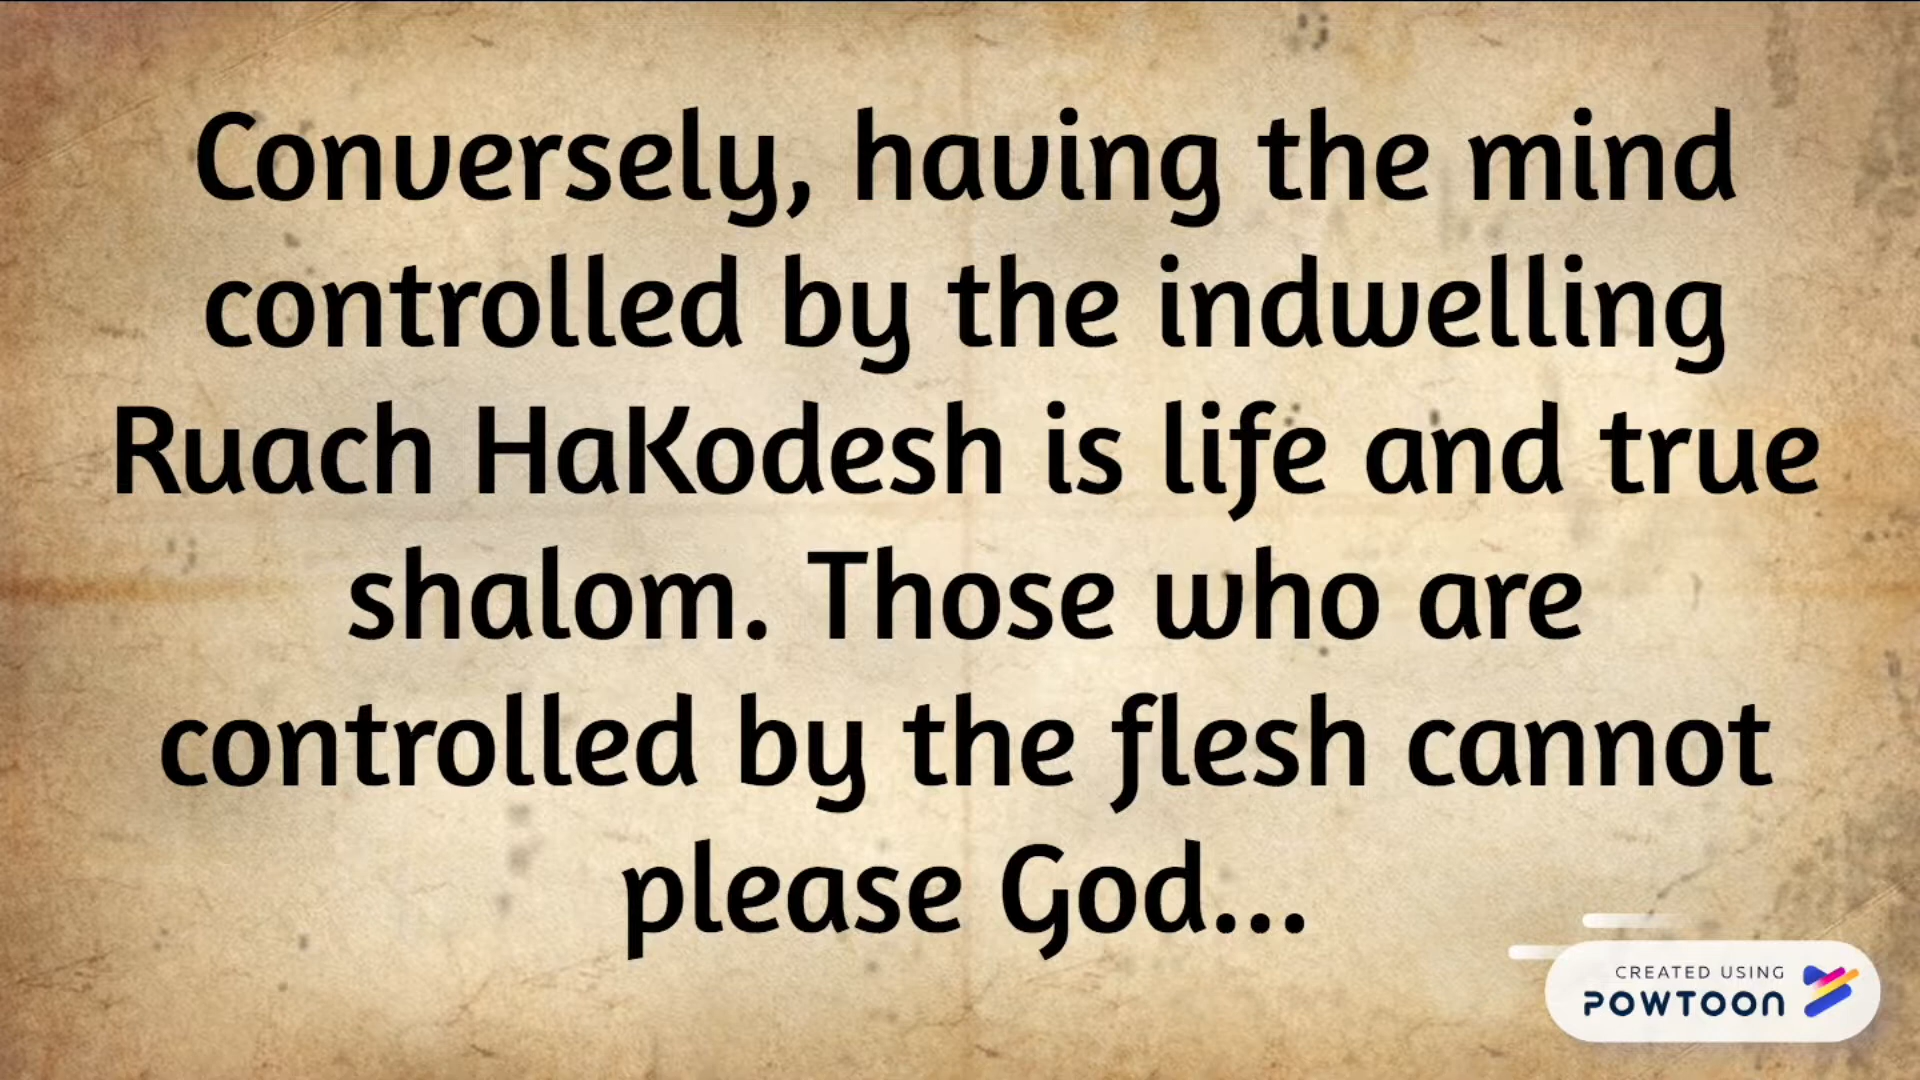 Conversely, having the mind
controlled by the indwelling
Ruach HaKodesh is life and true
shalom. Those who are
controlled by the flesh cannot
please God...
CREATED USING
POWTOON